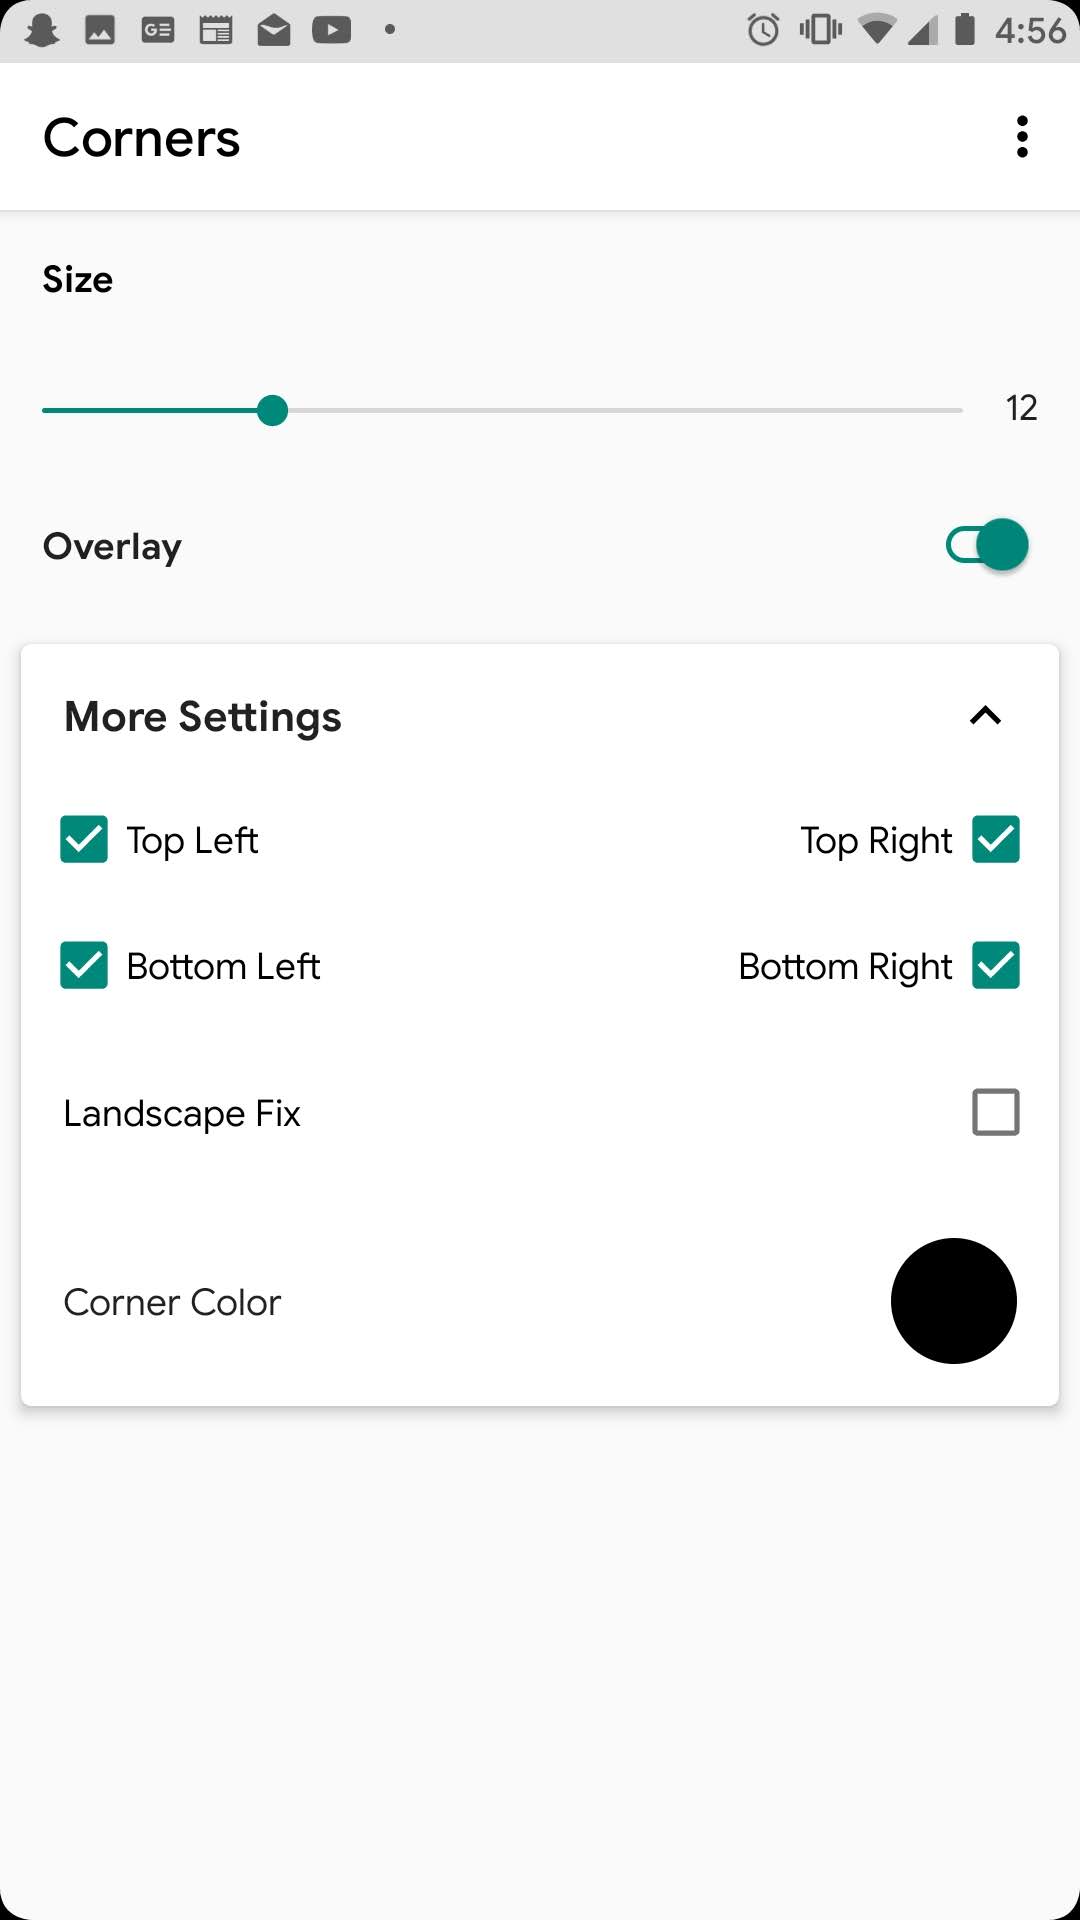 4:56
Corners
Size
12
Overlay
More Settings
Top Left Top Right
Bottom Left Bottom Right
Landscape Fix
Corner Color